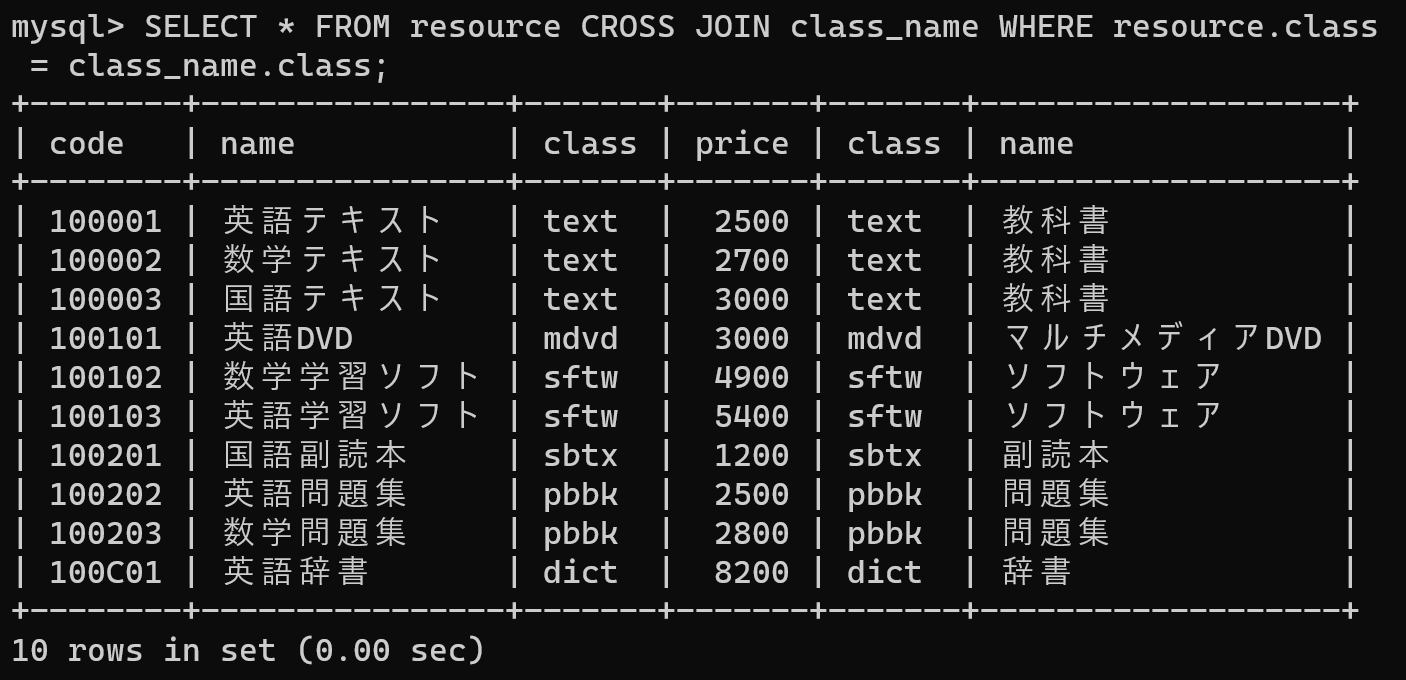 mysql> SELECT * FROM resource CROSS JOIN class_name WHERE resource.class
 = class_name.class;
+--------+---------------+-------+-------+-------+-------------------+
| code   | name          | class | price | class | name              |
+--------+---------------+-------+-------+-------+-------------------+
| 100001 | 英語テキスト   | text  |  2500 | text  | 教科書            |
| 100002 | 数学テキスト   | text  |  2700 | text  | 教科書            |
| 100003 | 国語テキスト   | text  |  3000 | text  | 教科書            |
| 100101 | 英語DVD       | mdvd  |  3000 | mdvd  | マルチメディアDVD |
| 100102 | 数学学習ソフト | sftw  |  4900 | sftw  | ソフトウェア      |
| 100103 | 英語学習ソフト | sftw  |  5400 | sftw  | ソフトウェア      |
| 100201 | 国語副読本     | sbtx  |  1200 | sbtx  | 副読本            |
| 100202 | 英語問題集     | pbbk  |  2500 | pbbk  | 問題集            |
| 100203 | 数学問題集     | pbbk  |  2800 | pbbk  | 問題集            |
| 100C01 | 英語辞書       | dict  |  8200 | dict  | 辞書              |
+--------+---------------+-------+-------+-------+-------------------+
10 rows in set (0.00 sec)